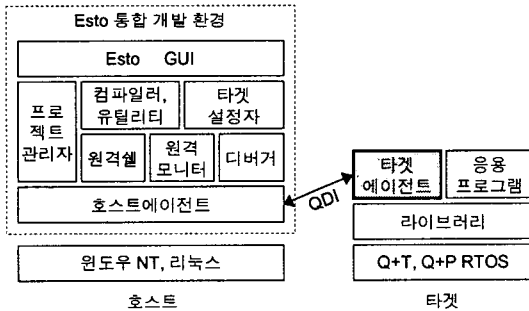 Esto 통합 개발 환경
Esto GUI
프로
젝트
관리자
컴파일러,
유틸리티
타겟
설정자
원격쉘
원격
모니터
디버거
호스트에이전트
QDI
타겟
에이전트
응용
프로그램
라이브러리
윈도우 NT, 리눅스
Q+T, Q+P RTOS
호스트
타겟